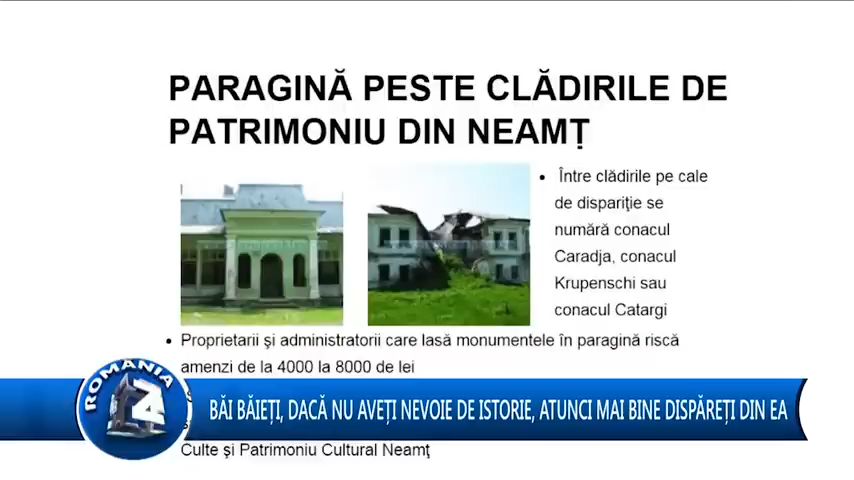 PARAGINĂ PESTE CLĂDIRILE DE
PATRIMONIU DIN NEAMȚ
• Între clădirile pe cale
de dispariţie se
numără conacul
Caradja, conacul
Krupenschi sau
conacul Catargi
• Proprietarii şi administratorii care lasă monumentele în paragină riscă
amenzi de la 4000 la 8000 de lei
ROMANIA
BĂI BĂIEȚI, DACĂ NU AVEȚI NEVOIE DE ISTORIE, ATUNCI MAI BINE DISPĂREȚI DIN EA
Culte şi Patrimoniu Cultural Neamţ